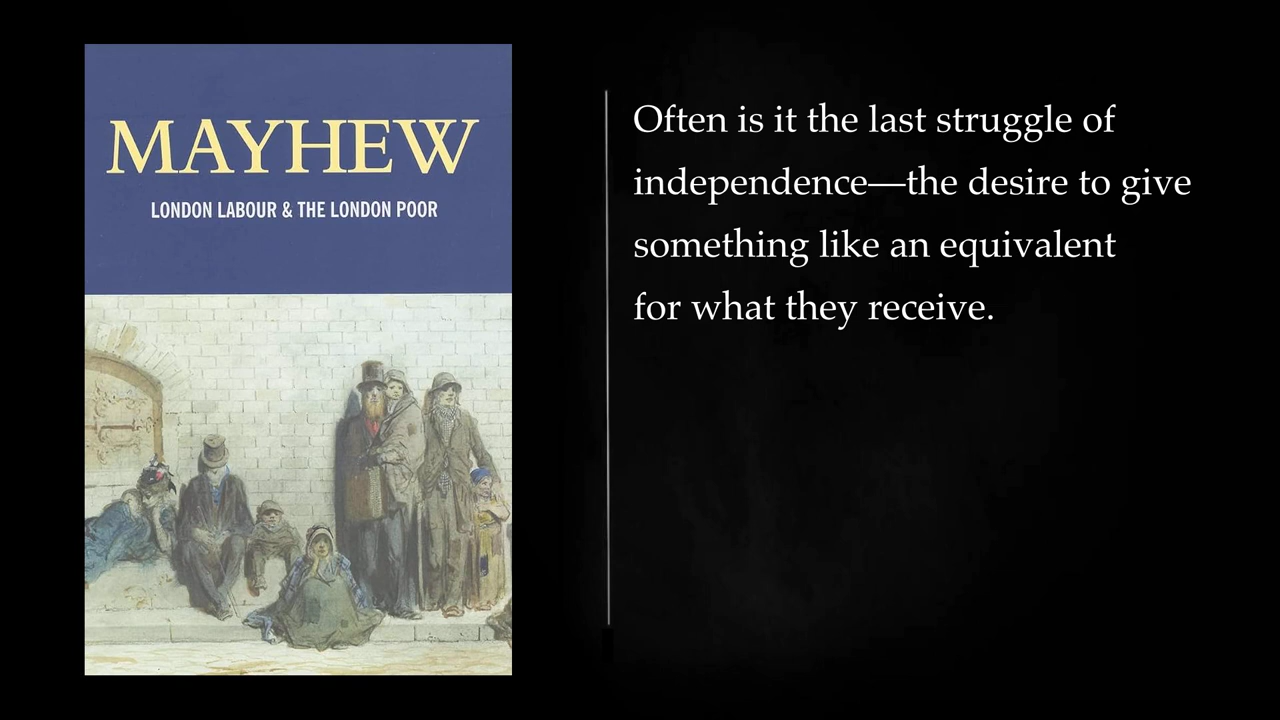 MAYHEW
LONDON LABOUR & THE LONDON POOR
Often is it the last struggle of
independence—the desire to give
something like an equivalent
for what they receive.